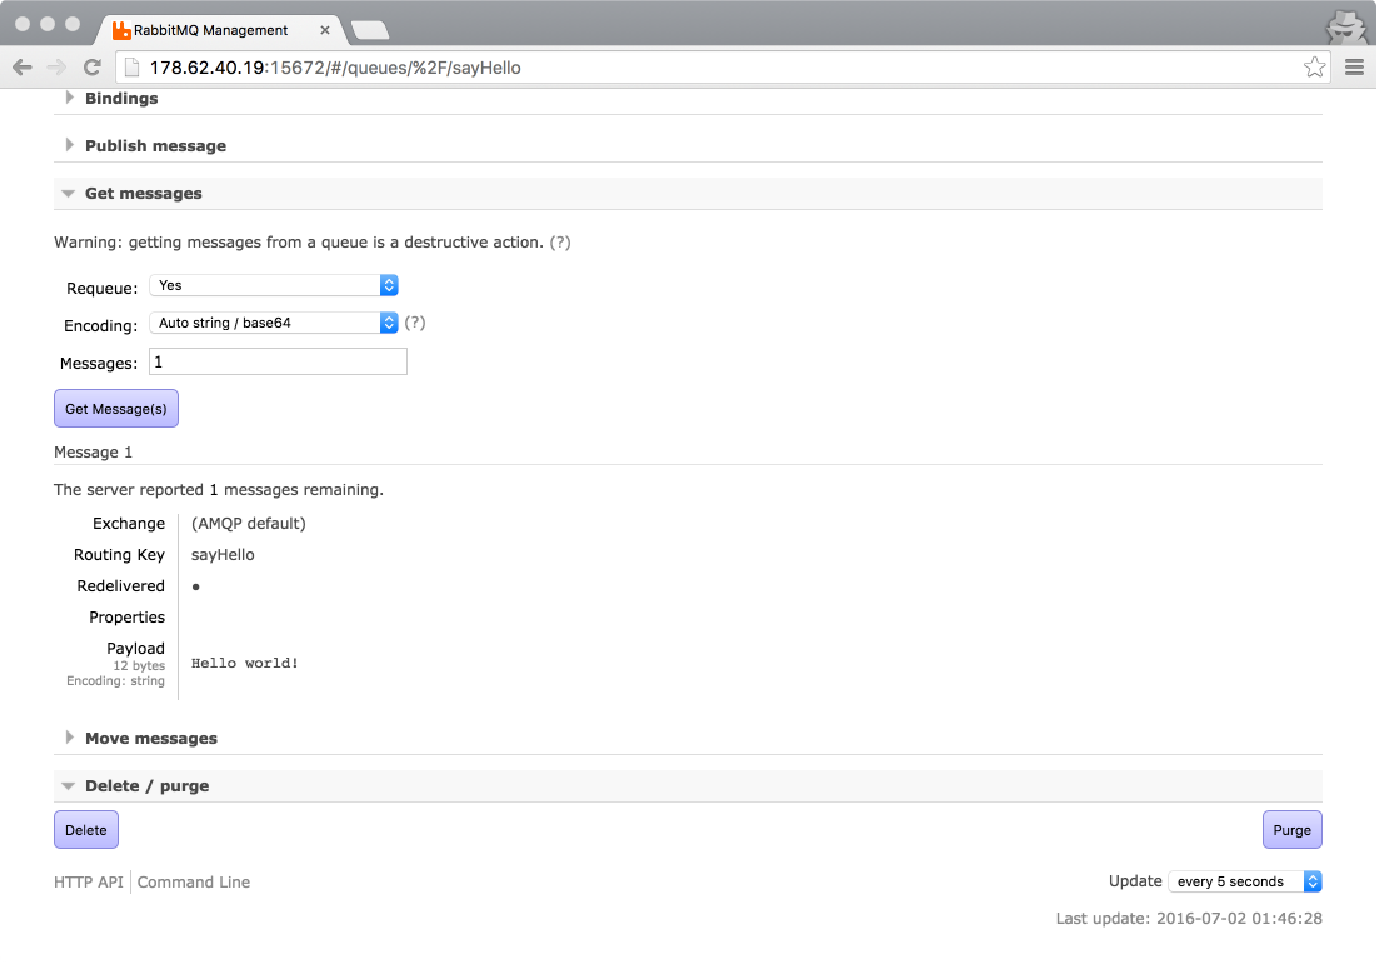 RabbitMQ Management
178.62.40.19:15672/#/queues/%2F/sayHello
Bindings
Publish message
Get messages
Warning: getting messages from a queue is a destructive action. (?)
Requeue: Yes
Encoding: Auto string / base64 (?)
Messages: 1
Get Message(s)
Message 1
The server reported 1 messages remaining.
Exchange (AMQP default)
Routing Key sayHello
Redelivered ●
Properties
Payload
12 bytes
Encoding: string
Hello world!
Move messages
Delete / purge
Delete Purge
HTTP API Command Line Update every 5 seconds
Last update: 2016-07-02 01:46:28